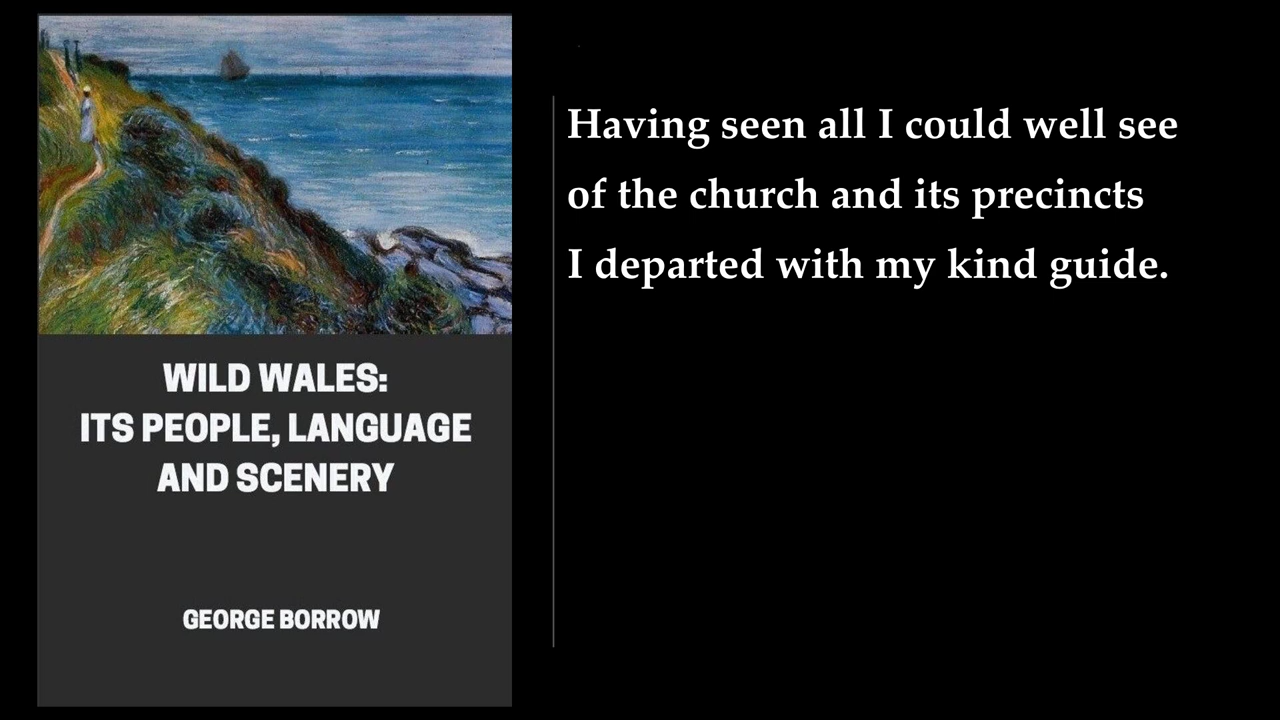 WILD WALES:
ITS PEOPLE, LANGUAGE
AND SCENERY
GEORGE BORROW
Having seen all I could well see
of the church and its precincts
I departed with my kind guide.